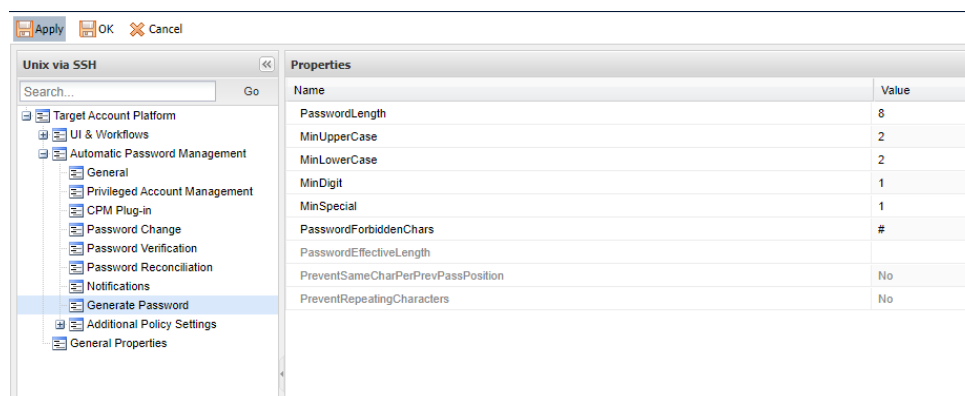 Apply OK Cancel
Unix via SSH
Search... Go
Target Account Platform
UI & Workflows
Automatic Password Management
General
Privileged Account Management
CPM Plug-in
Password Change
Password Verification
Password Reconciliation
Notifications
Generate Password
Additional Policy Settings
General Properties
Properties
Name Value
PasswordLength 8
MinUpperCase 2
MinLowerCase 2
MinDigit 1
MinSpecial 1
PasswordForbiddenChars #
PasswordEffectiveLength
PreventSameCharPerPrevPassPosition No
PreventRepeatingCharacters No